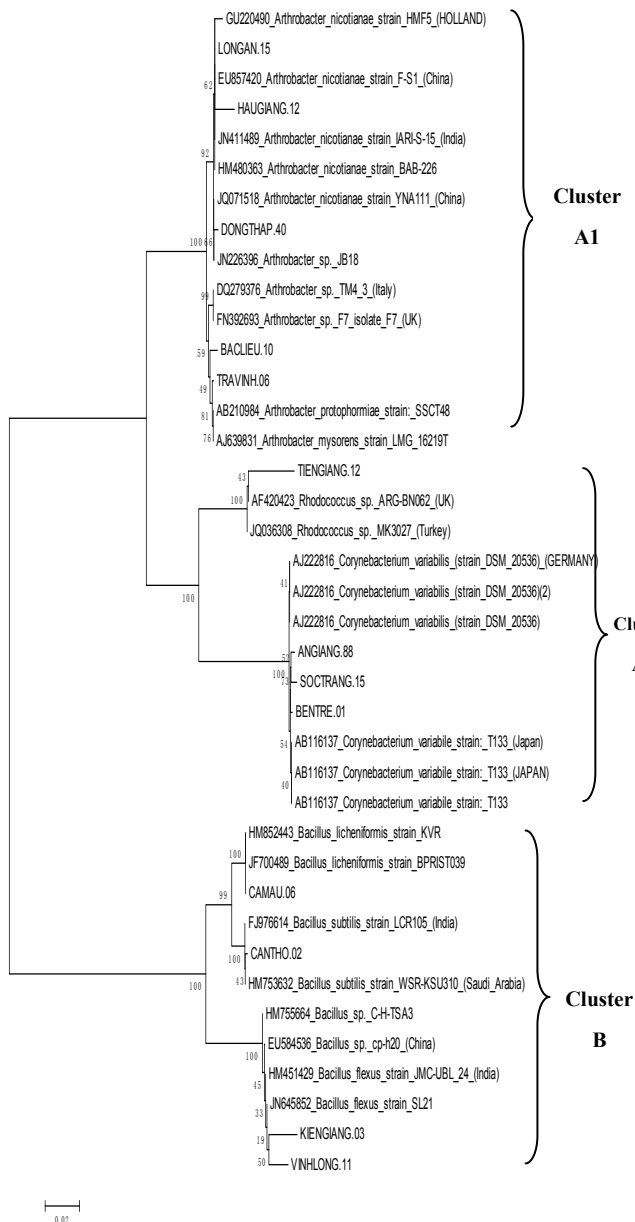 GU220490_Arthrobacter_nicotianae_strain_HMF5_(HOLLAND)
LONGAN.15
EU857420_Arthrobacter_nicotianae_strain_F-S1_(China)
62
HAUGIANG.12
JN411489_Arthrobacter_nicotianae_strain_IARI-S-15_(India)
92
HM480363_Arthrobacter_nicotianae_strain_BAB-226
JQ071518_Arthrobacter_nicotianae_strain_YNA111_(China)
Cluster
A1
DONGTHAP.40
100 66
JN226396_Arthrobacter_sp._JB18
DQ279376_Arthrobacter_sp._TM4_3_(Italy)
99
FN392693_Arthrobacter_sp._F7_isolate_F7_(UK)
BACLIEU.10
59
TRAVINH.06
49
AB210984_Arthrobacter_protophormiae_strain:_SSCT48
81
AJ639831_Arthrobacter_mysorens_strain_LMG_16219T
76
TIENGIANG.12
43
AF420423_Rhodococcus_sp._ARG-BN062_(UK)
100
JQ036308_Rhodococcus_sp._MK3027_(Turkey)
AJ222816_Corynebacterium_variabilis_(strain_DSM_20536)_(GERMANY)
41
AJ222816_Corynebacterium_variabilis_(strain_DSM_20536)(2)
100
AJ222816_Corynebacterium_variabilis_(strain_DSM_20536)
Clu
ANGIANG.88
52
100
SOCTRANG.15
73
BENTRE.01
AB116137_Corynebacterium_variabile_strain:_T133_(Japan)
54
AB116137_Corynebacterium_variabile_strain:_T133_(JAPAN)
40
AB116137_Corynebacterium_variabile_strain:_T133
HM852443_Bacillus_licheniformis_strain_KVR
100
JF700489_Bacillus_licheniformis_strain_BPRIST039
99
CAMAU.06
FJ976614_Bacillus_subtilis_strain_LCR105_(India)
CANTHO.02
100
HM753632_Bacillus_subtilis_strain_WSR-KSU310_(Saudi_Arabia)
43
100
Cluster
B
HM755664_Bacillus_sp._C-H-TSA3
EU584536_Bacillus_sp._cp-h20_(China)
100
HM451429_Bacillus_flexus_strain_JMC-UBL_24_(India)
45
JN645852_Bacillus_flexus_strain_SL21
33
KIENGIANG.03
19
VINHLONG.11
50
0.02